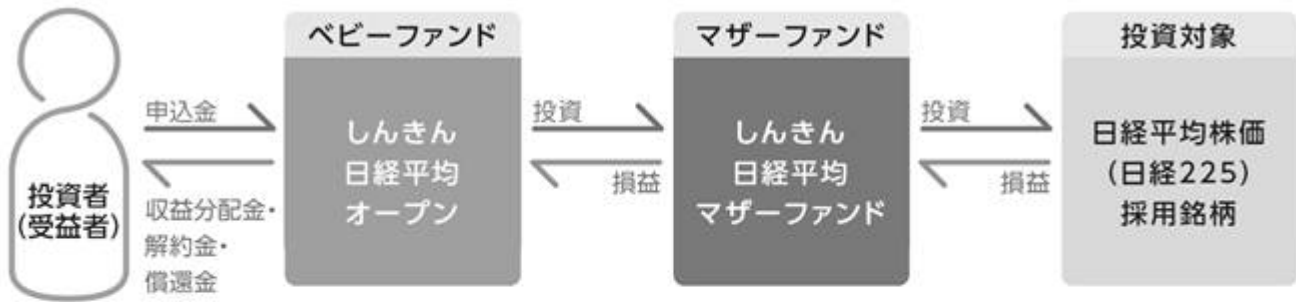 投資者
(受益者)
申込金
収益分配金・
解約金・
償還金
ベビーファンド
しんきん
日経平均
オープン
投資
損益
マザーファンド
しんきん
日経平均
マザーファンド
投資
損益
投資対象
日経平均株価
(日経225)
採用銘柄